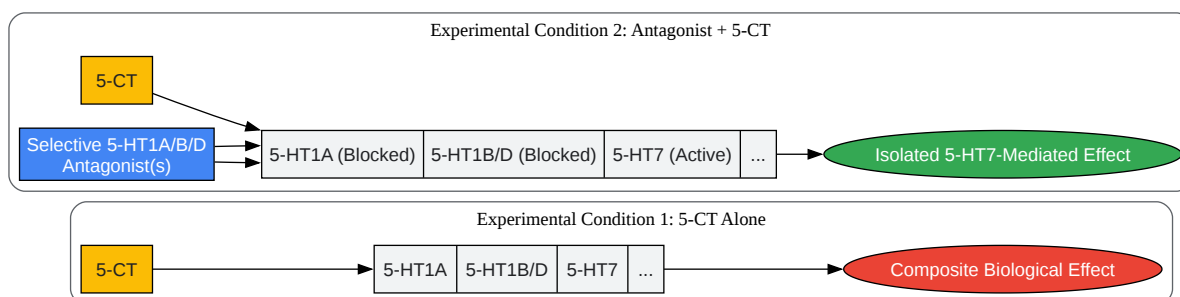 Experimental Condition 2: Antagonist + 5-CT
5-CT
Selective 5-HT1A/B/D
Antagonist(s)
5-HT1A (Blocked)
5-HT1B/D (Blocked)
5-HT7 (Active)
...
Isolated 5-HT7-Mediated Effect
Experimental Condition 1: 5-CT Alone
5-CT
5-HT1A
5-HT1B/D
5-HT7
...
Composite Biological Effect